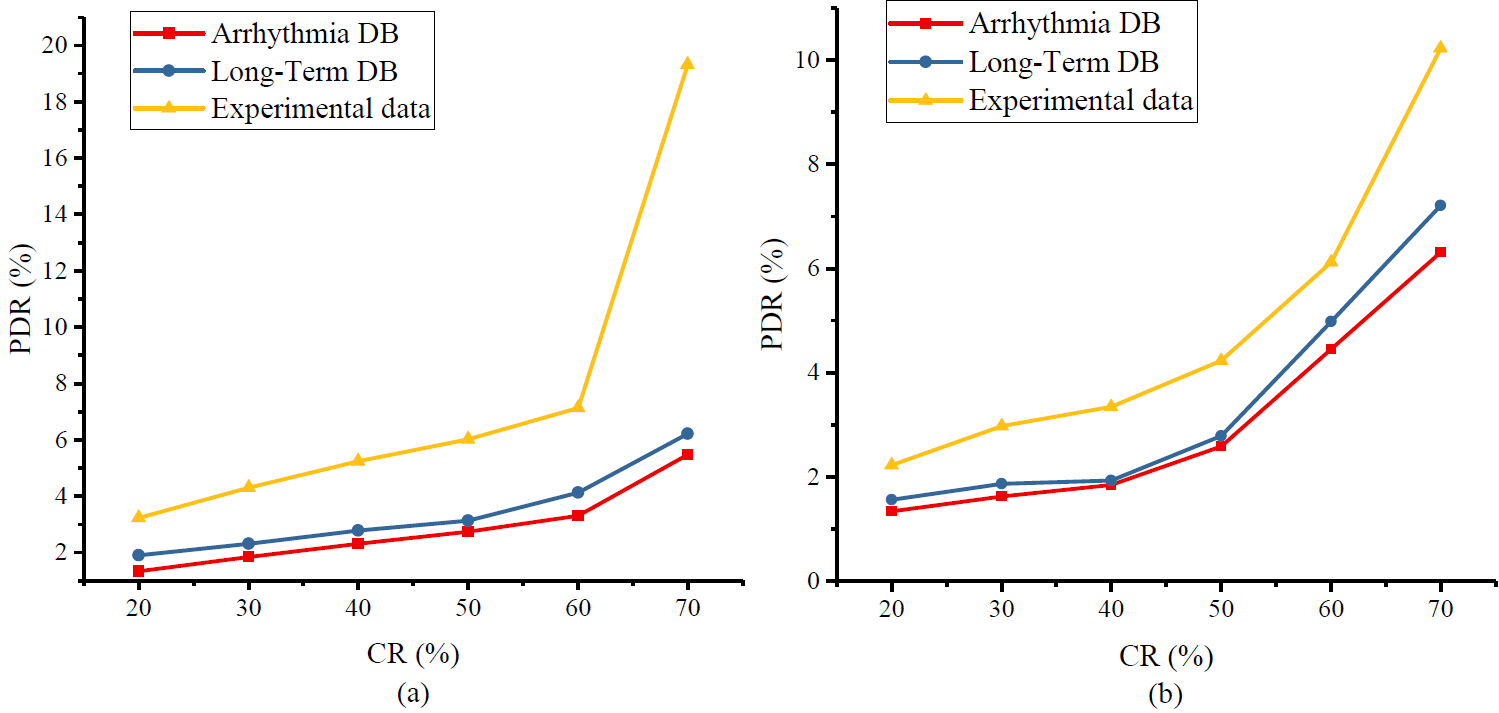 Arrhythmia DB
Long-Term DB
Experimental data
20
18
16
14
12
10
8
6
4
2
PDR (%)
20 30 40 50 60 70
CR (%)
(a)
Arrhythmia DB
Long-Term DB
Experimental data
10
8
6
4
2
0
PDR (%)
20 30 40 50 60 70
CR (%)
(b)